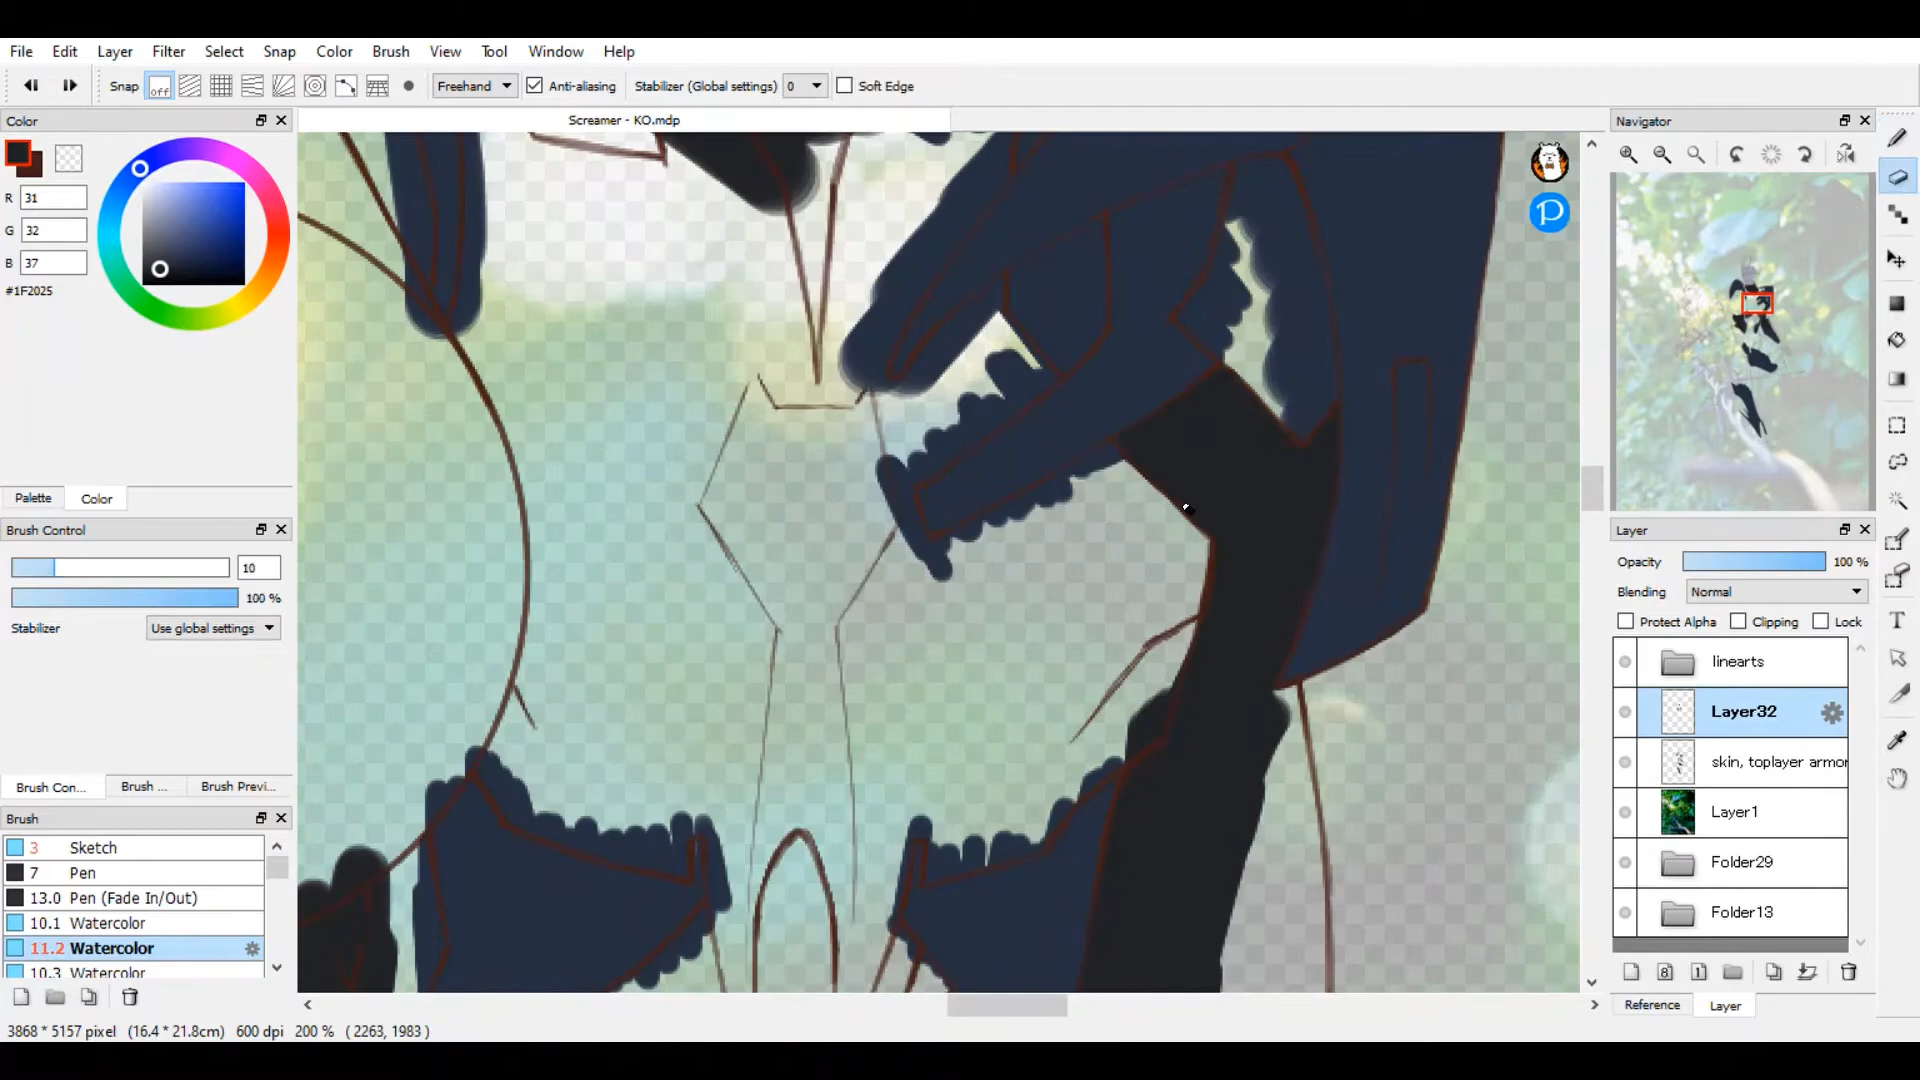 File Edit Layer Filter Select Snap Color Brush View Tool Window Help
Snap off Freehand Anti-aliasing Stabilizer (Global settings) 0 Soft Edge
Color
Screamer - KO.mdp
Navigator
R 31
G 32
B 37
#1F2025
P
Palette Color
Brush Control
10
100 %
Stabilizer Use global settings
Brush Con... Brush ... Brush Previ...
Brush
3 Sketch
7 Pen
13.0 Pen (Fade In/Out)
10.1 Watercolor
11.2 Watercolor
10.3 Watercolor
Layer
Opacity 100 %
Blending Normal
Protect Alpha Clipping Lock
linearts
Layer32
skin, toplayer armor
Layer1
Folder29
Folder13
8 1
T
Reference Layer
3868 * 5157 pixel (16.4 * 21.8cm) 600 dpi 200 % ( 2263, 1983 )